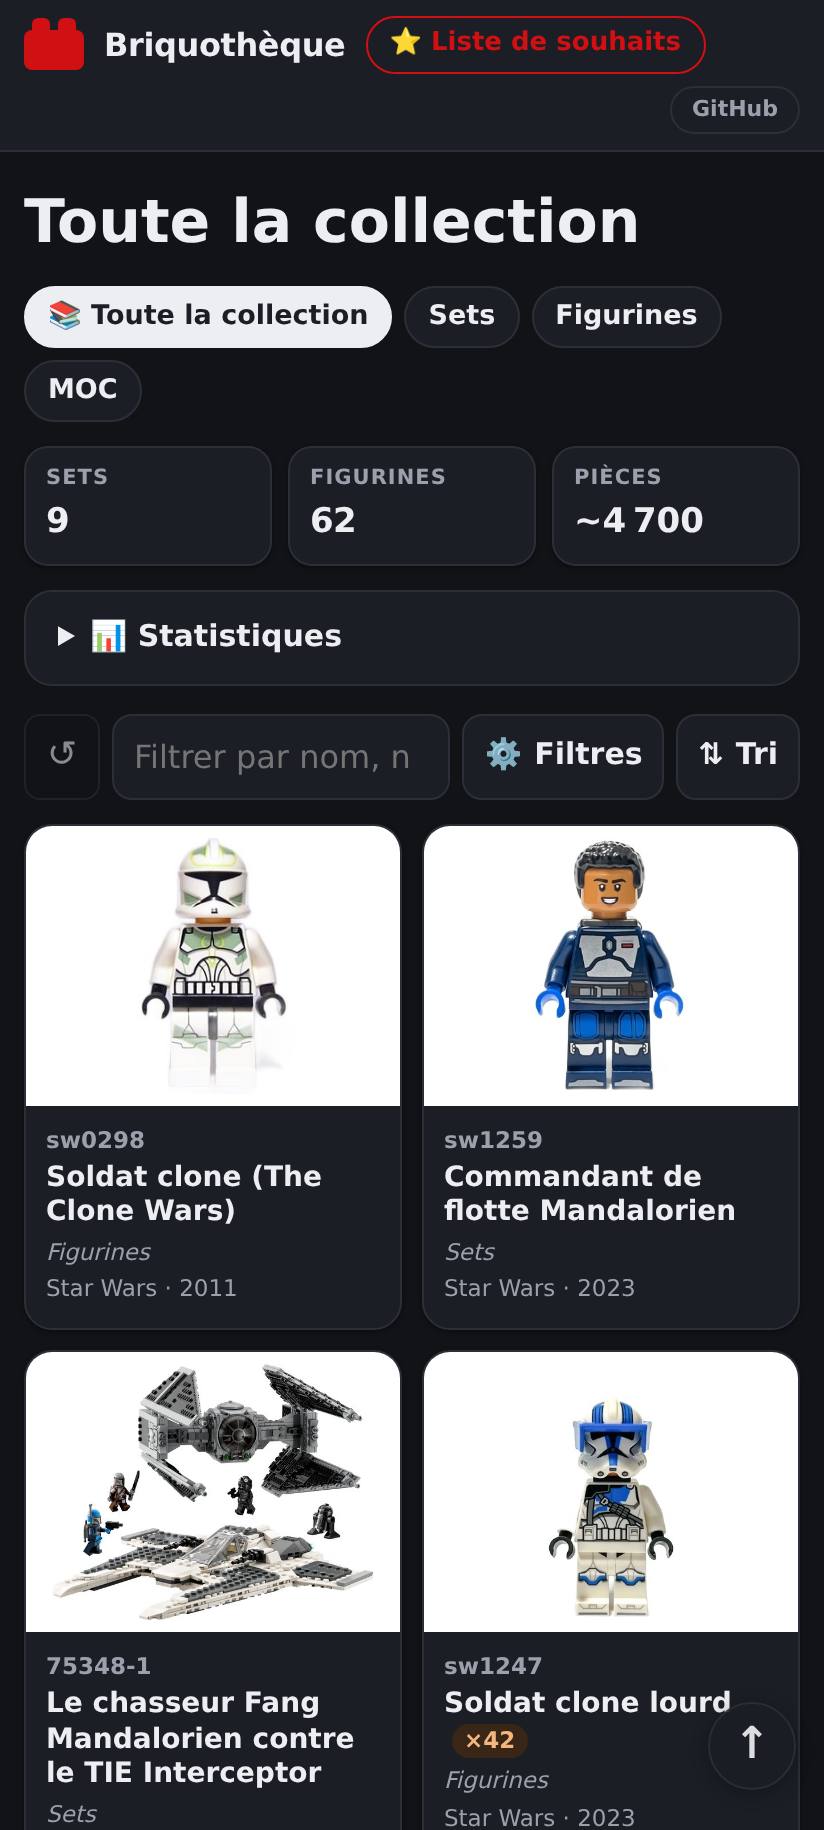 Briquothèque
⭐ Liste de souhaits
GitHub
Toute la collection
📚 Toute la collection
Sets
Figurines
MOC
SETS
9
FIGURINES
62
PIÈCES
~4 700
▶ 📊 Statistiques
↺
Filtrer par nom, n
⚙️ Filtres
⇅ Tri
sw0298
Soldat clone (The
Clone Wars)
Figurines
Star Wars · 2011
sw1259
Commandant de
flotte Mandalorien
Sets
Star Wars · 2023
75348-1
Le chasseur Fang
Mandalorien contre
le TIE Interceptor
Sets
sw1247
Soldat clone lourd
×42
Figurines
Star Wars · 2023
↑